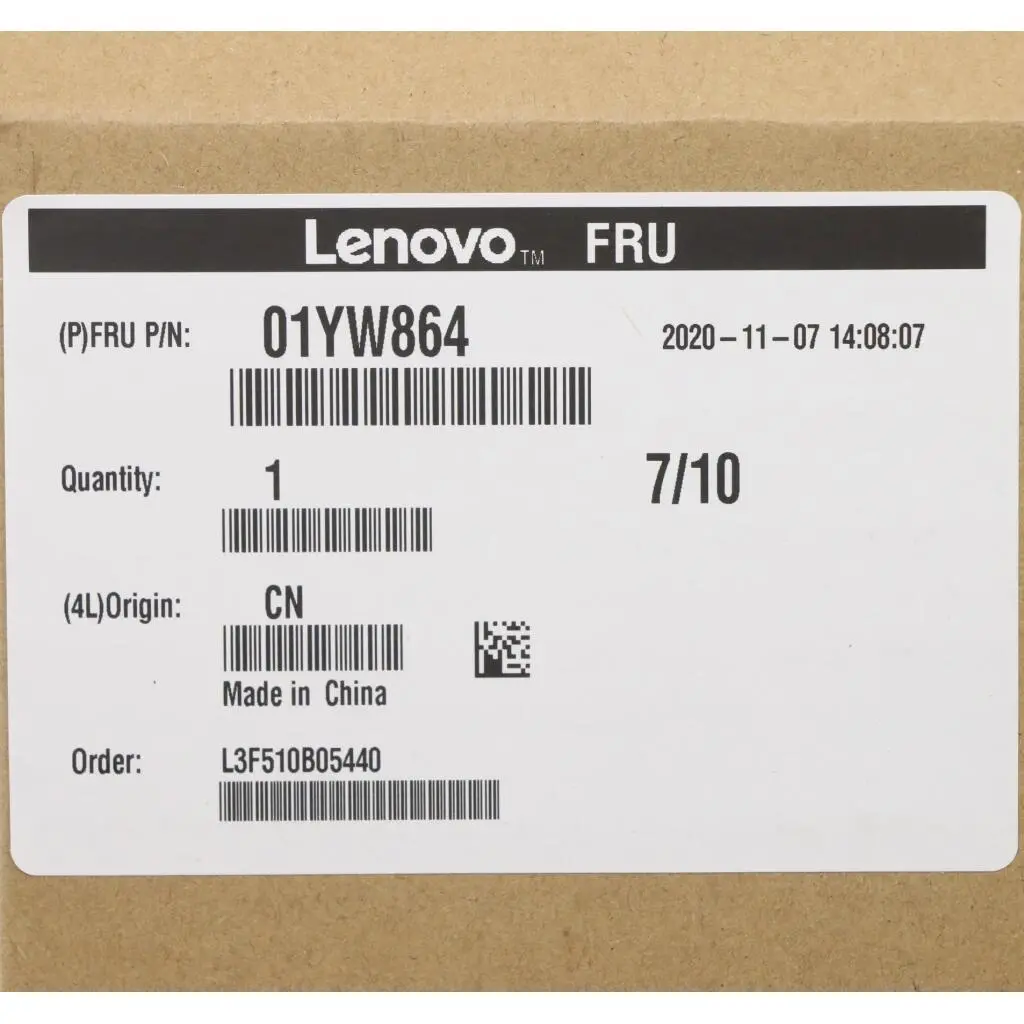 Lenovo™ FRU
(P)FRU P/N: 01YW864 2020-11-07 14:08:07
Quantity: 1 7/10
(4L)Origin: CN
Made in China
Order: L3F510B05440